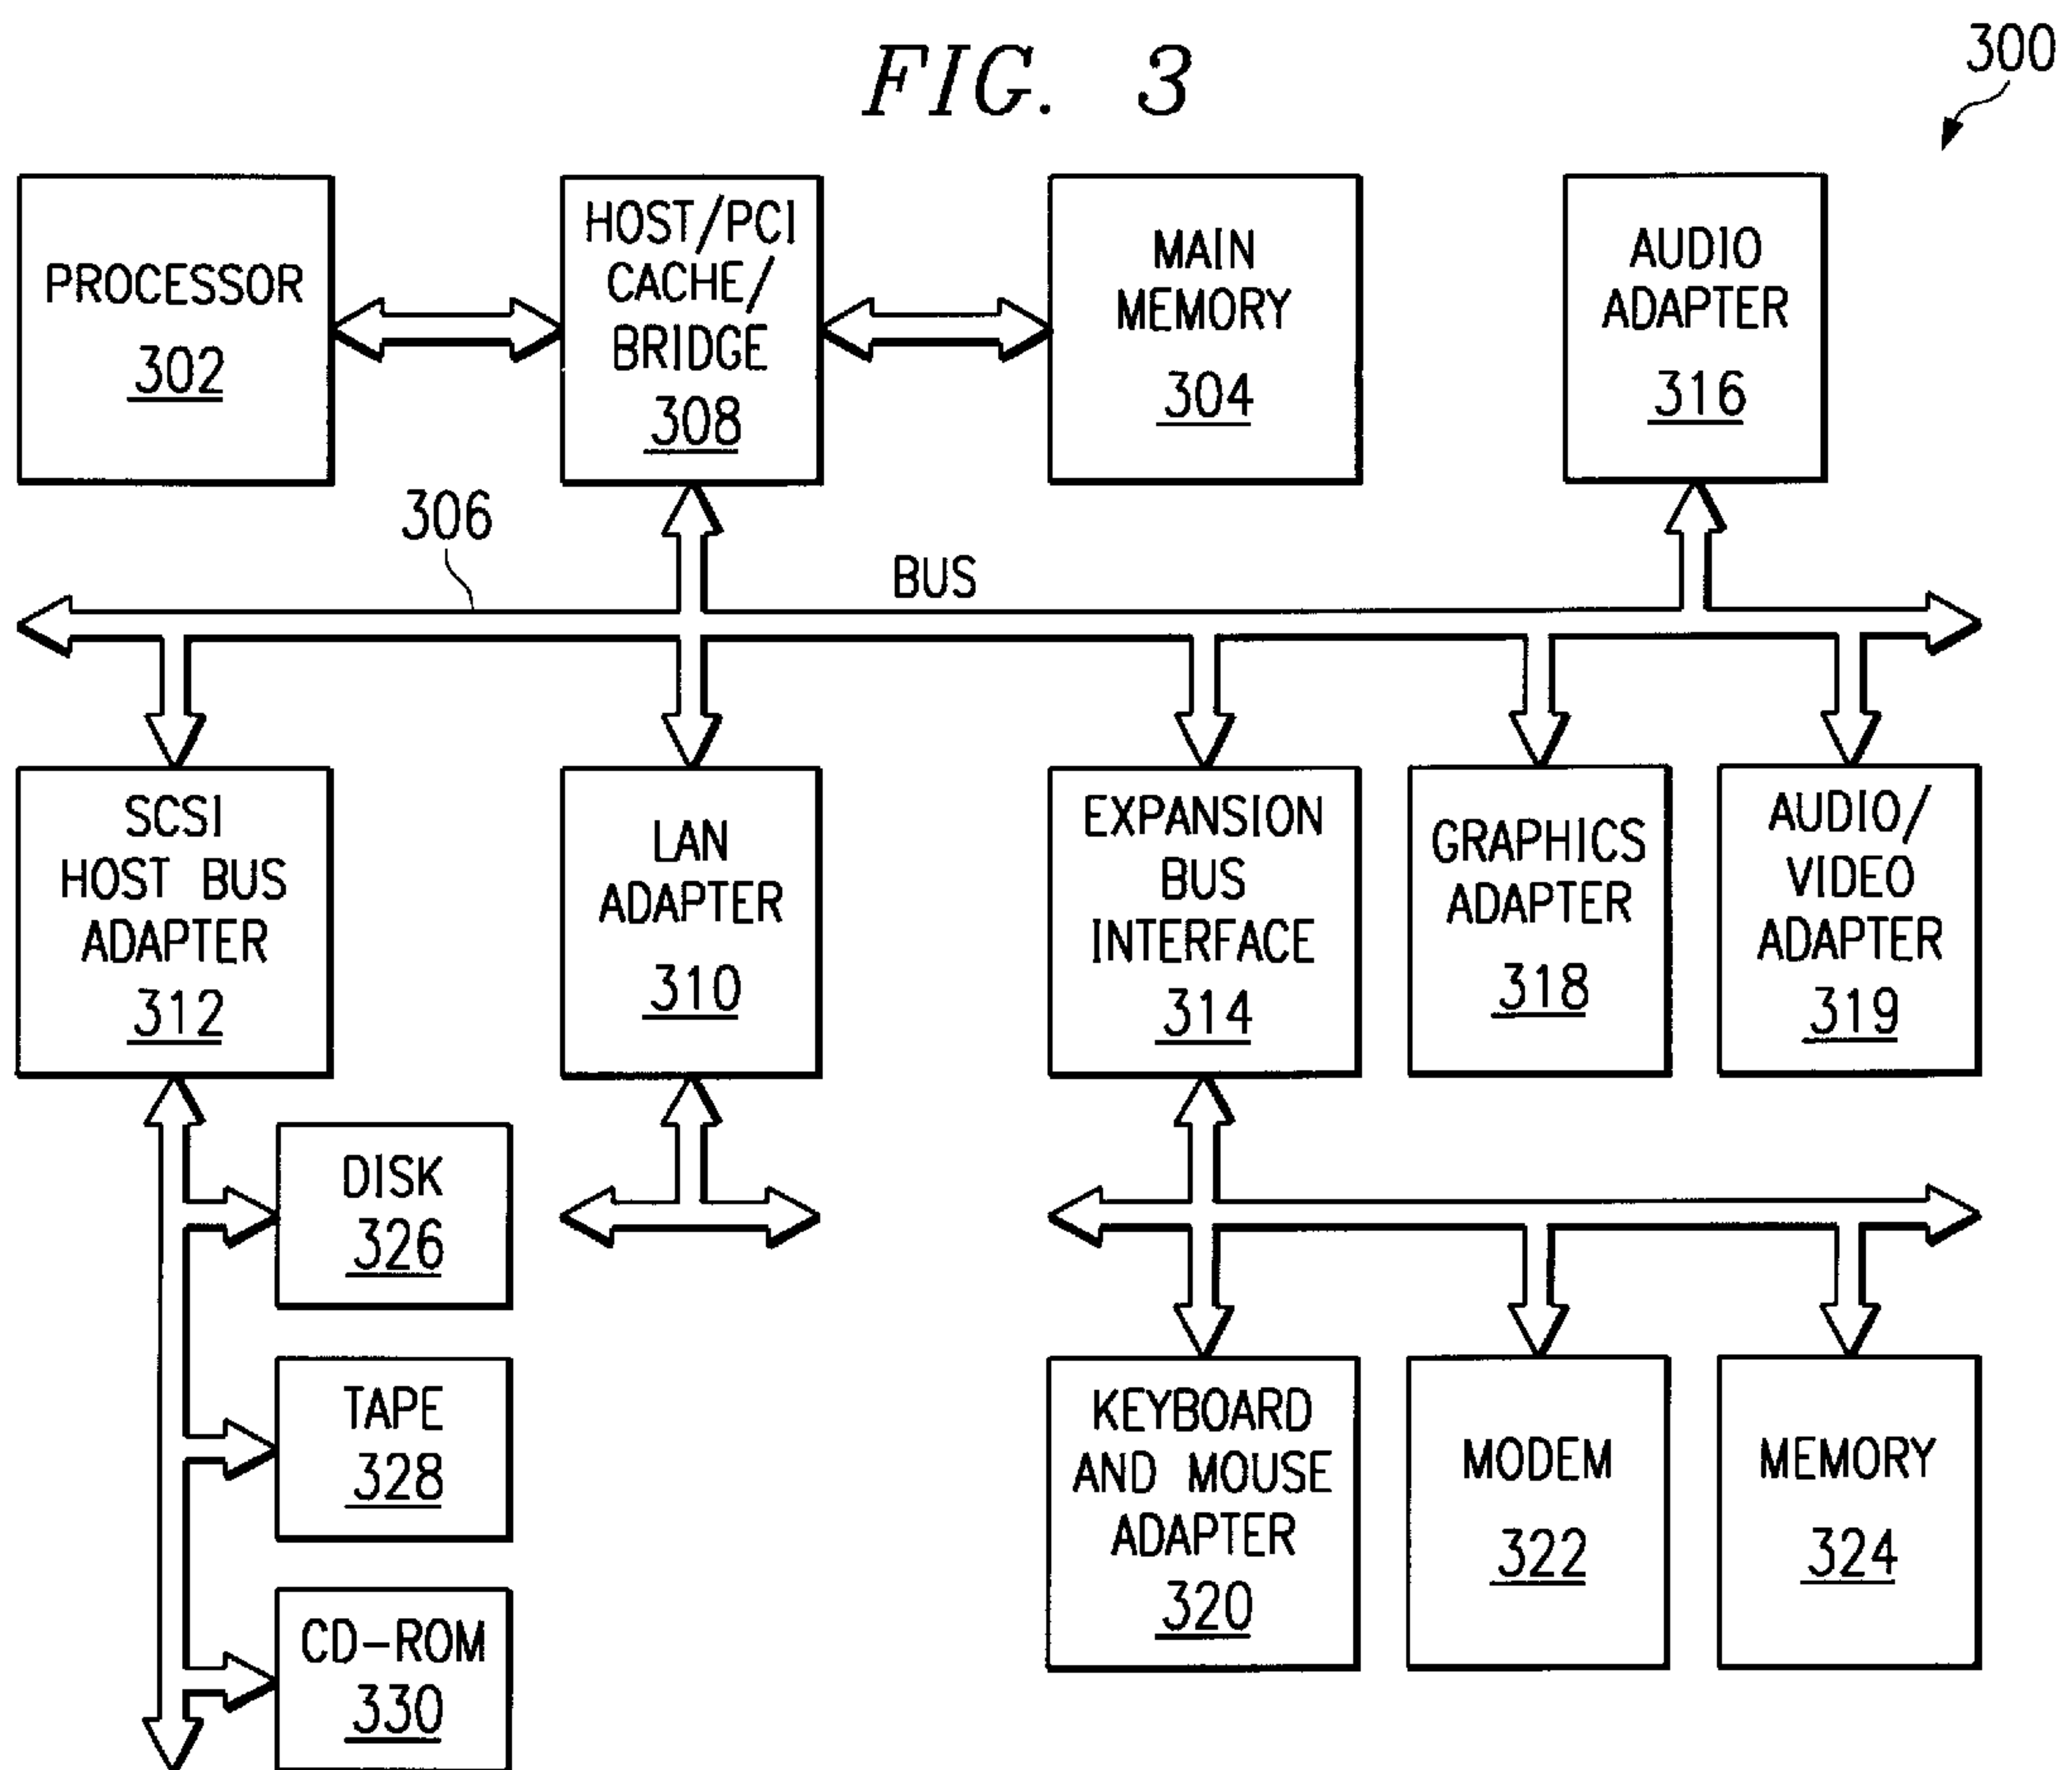 FIG. 3
300
PROCESSOR
302
HOST/PCI
CACHE/
BRIDGE
308
MAIN
MEMORY
304
AUDIO
ADAPTER
316
306
BUS
SCSI
HOST BUS
ADAPTER
312
LAN
ADAPTER
310
EXPANSION
BUS
INTERFACE
314
GRAPHICS
ADAPTER
318
AUDIO/
VIDEO
ADAPTER
319
DISK
326
TAPE
328
CD-ROM
330
KEYBOARD
AND MOUSE
ADAPTER
320
MODEM
322
MEMORY
324